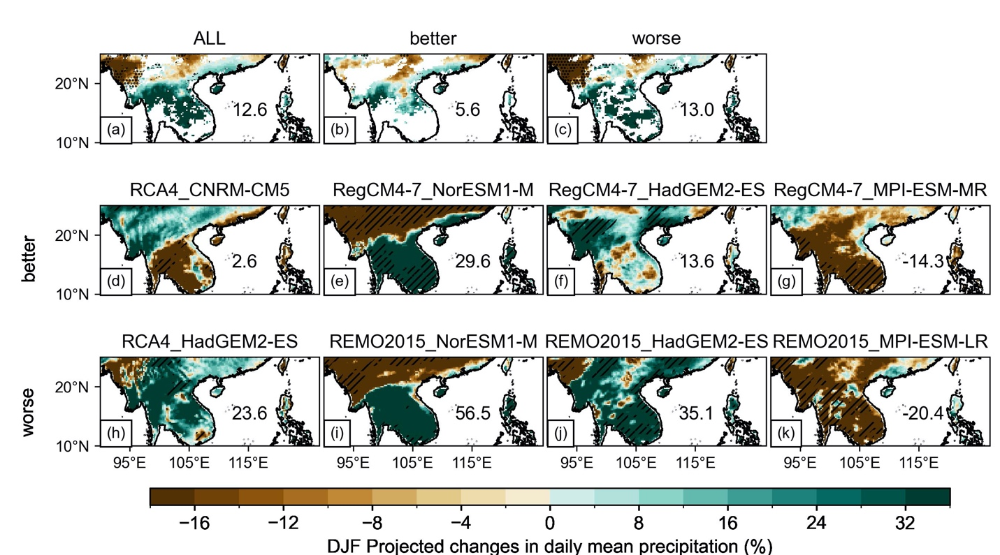 ALL better worse
20°N 12.6 5.6 13.0
(a) (b) (c)
10°N
RCA4_CNRM-CM5 RegCM4-7_NorESM1-M RegCM4-7_HadGEM2-ES RegCM4-7_MPI-ESM-MR
better
20°N 2.6 29.6 13.6 -14.3
(d) (e) (f) (g)
10°N
RCA4_HadGEM2-ES REMO2015_NorESM1-M REMO2015_HadGEM2-ES REMO2015_MPI-ESM-LR
worse
20°N 23.6 56.5 35.1 -20.4
(h) (i) (j) (k)
10°N
95°E 105°E 115°E 95°E 105°E 115°E 95°E 105°E 115°E 95°E 105°E 115°E
−16 −12 −8 −4 0 8 16 24 32
DJF Projected changes in daily mean precipitation (%)